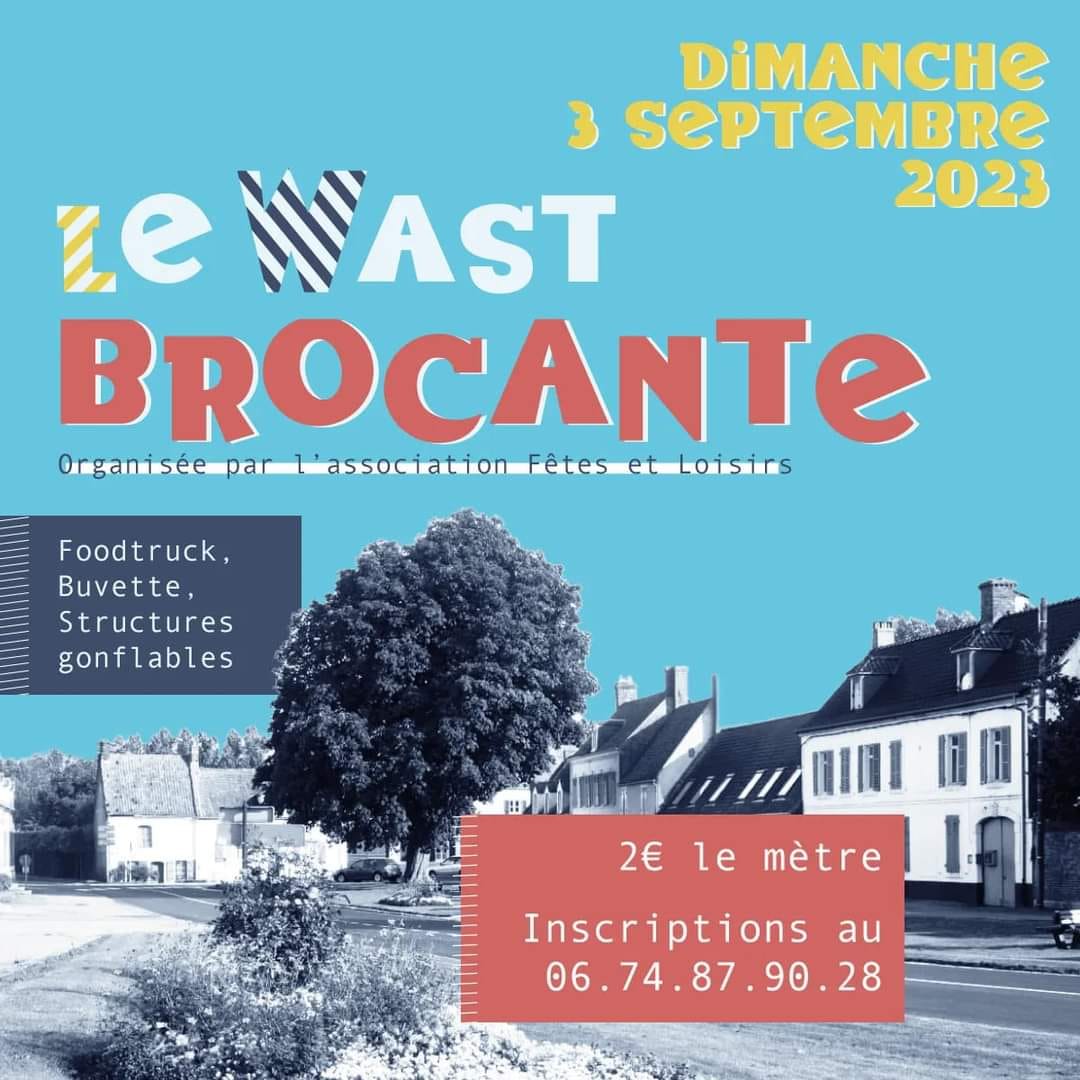 DiMANCHe
3 SePTeMBRe
2023
Le WAST
BROCANTe
Organisée par l'association Fêtes et Loisirs
Foodtruck,
Buvette,
Structures
gonflables
2€ le mètre
Inscriptions au
06.74.87.90.28